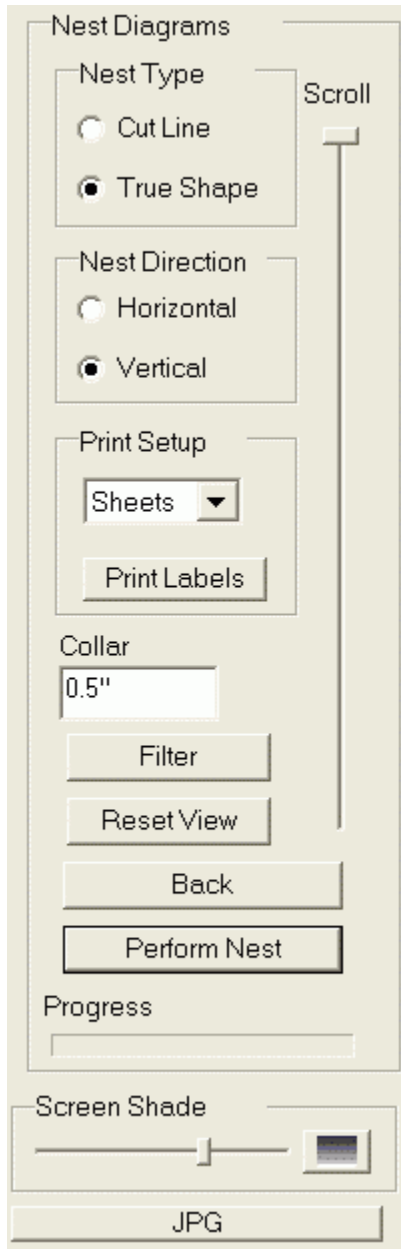 Nest Diagrams
Nest Type
Scroll
Cut Line
True Shape
Nest Direction
Horizontal
Vertical
Print Setup
Sheets
Print Labels
Collar
0.5"
Filter
Reset View
Back
Perform Nest
Progress
Screen Shade
JPG